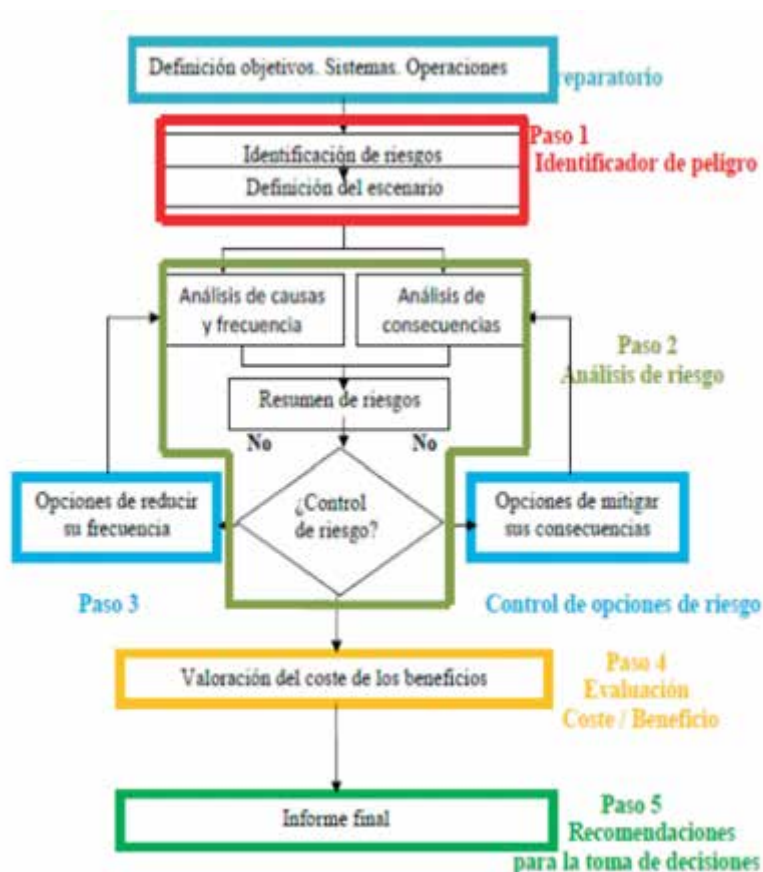 Definición objetivos. Sistemas. Operaciones
reparatorio
Paso 1
Identificador de peligro
Identificación de riesgos
Definición del escenario
Análisis de causas
y frecuencia
Análisis de
consecuencias
Paso 2
Análisis de riesgo
Resumen de riesgos
No
No
Opciones de reducir
su frecuencia
¿Control
de riesgo?
Opciones de mitigar
sus consecuencias
Paso 3
Control de opciones de riesgo
Valoración del coste de los beneficios
Paso 4
Evaluación
Coste / Beneficio
Informe final
Paso 5
Recomendaciones
para la toma de decisiones